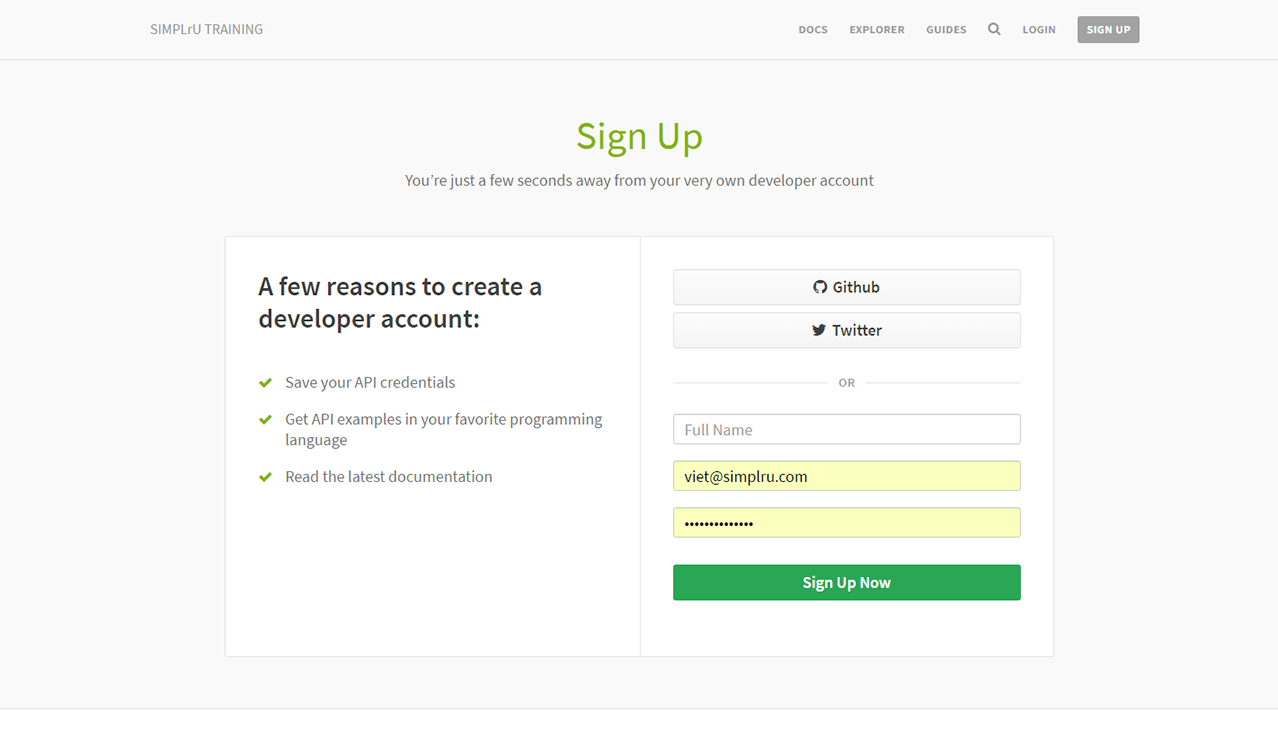 SIMPLrU TRAINING
DOCS EXPLORER GUIDES LOGIN SIGN UP
Sign Up
You’re just a few seconds away from your very own developer account
A few reasons to create a
developer account:
Save your API credentials
Get API examples in your favorite programming
language
Read the latest documentation
Github
Twitter
OR
Full Name
viet@simplru.com
••••••••••••••
Sign Up Now